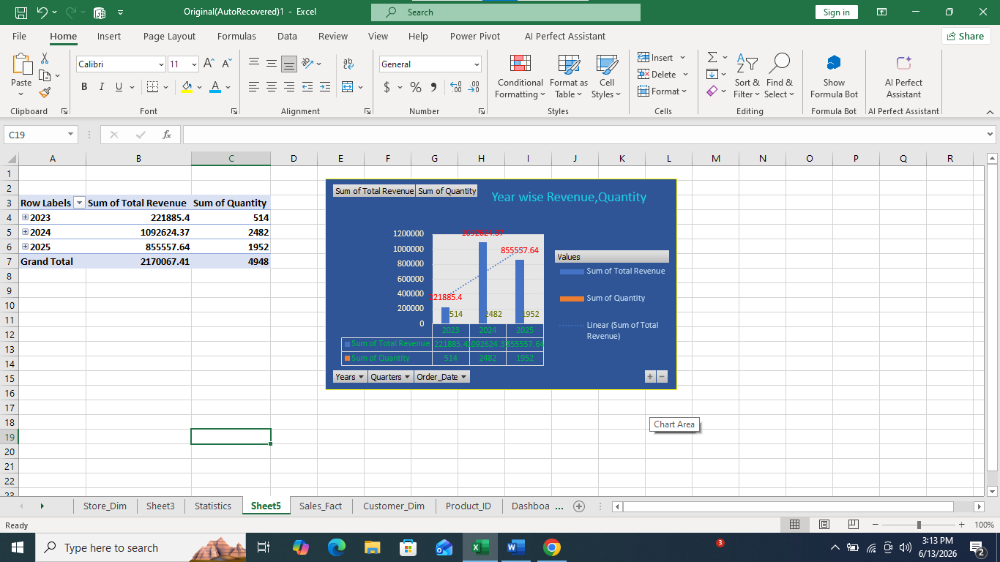 Original(AutoRecovered)1 - Excel
Search
Sign in
File Home Insert Page Layout Formulas Data Review View Help Power Pivot AI Perfect Assistant
Share
Paste
Calibri 11
B I U
A A
ab
General
$ % 9
Conditional Formatting
Format as Table
Cell Styles
Insert
Delete
Format
Sort & Filter
Find & Select
Show Formula Bot
AI Perfect Assistant
Clipboard Font Alignment Number Styles Cells Editing Formula Bot AI Perfect Assistant
C19 fx
A B C D E F G H I J K L M N O P Q R
1
2
3 Row Labels Sum of Total Revenue Sum of Quantity
4 2023 221885.4 514
5 2024 1092624.37 2482
6 2025 855557.64 1952
7 Grand Total 2170067.41 4948
8
9
10
11
12
13
14
15
16
17
18
19
20
21
22
23
Sum of Total Revenue Sum of Quantity
Year wise Revenue,Quantity
1200000
1000000
800000
600000
400000
200000
0
1092624.37
855557.64
221885.4
514 2482 1952
2023 2024 2025
Sum of Total Revenue 221885.4 1092624.37 855557.64
Sum of Quantity 514 2482 1952
Values
Sum of Total Revenue
Sum of Quantity
Linear (Sum of Total
Revenue)
Years Quarters Order_Date
+ −
Chart Area
Store_Dim Sheet3 Statistics Sheet5 Sales_Fact Customer_Dim Product_ID Dashboa ...
Ready
100%
Type here to search
3
3:13 PM
6/13/2026
2